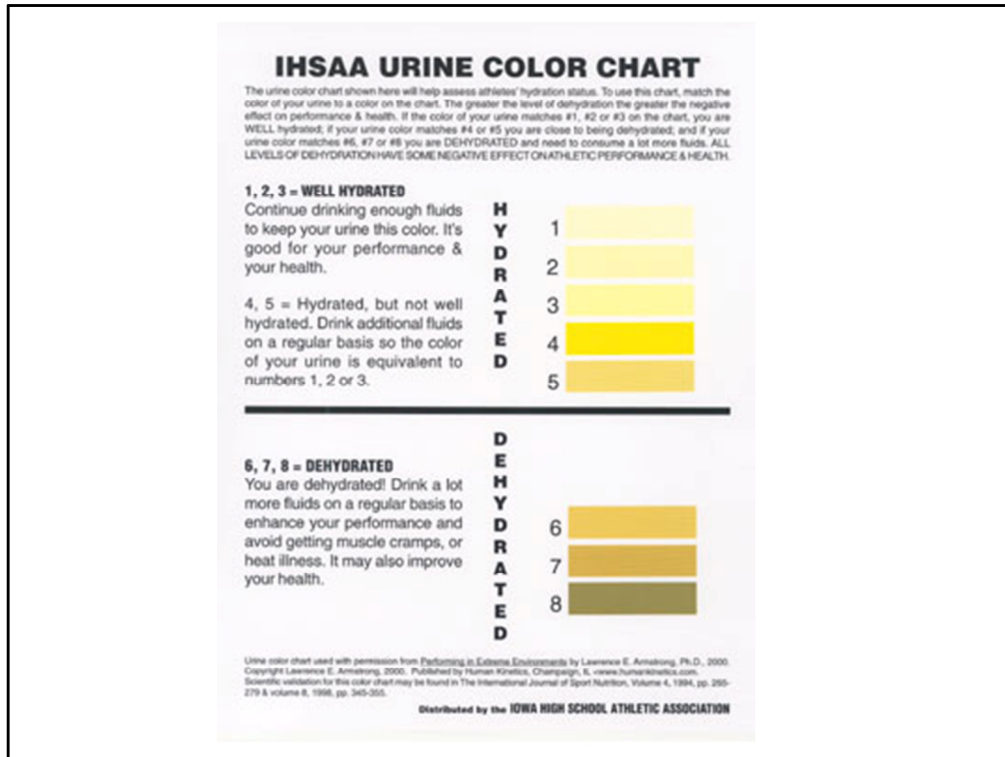 IHSAA URINE COLOR CHART
The urine color chart shown here will help assess athletes' hydration status. To use this chart, match the
color of your urine to a color on the chart. The greater the level of dehydration the greater the negative
effect on performance & health. If the color of your urine matches #1, #2 or #3 on the chart, you are
WELL hydrated; if your urine color matches #4 or #5 you are close to being dehydrated; and if your
urine color matches #6, #7 or #8 you are DEHYDRATED and need to consume a lot more fluids. ALL
LEVELS OF DEHYDRATION HAVE SOME NEGATIVE EFFECT ON ATHLETIC PERFORMANCE & HEALTH.
1, 2, 3 = WELL HYDRATED
Continue drinking enough fluids
to keep your urine this color. It's
good for your performance &
your health.
4, 5 = Hydrated, but not well
hydrated. Drink additional fluids
on a regular basis so the color
of your urine is equivalent to
numbers 1, 2 or 3.
HYDRATED
1
2
3
4
5
6, 7, 8 = DEHYDRATED
You are dehydrated! Drink a lot
more fluids on a regular basis to
enhance your performance and
avoid getting muscle cramps, or
heat illness. It may also improve
your health.
DEHYDRATED
6
7
8
Urine color chart used with permission from Performing in Extreme Environments by Lawrence E. Armstrong, Ph.D., 2000.
Copyright Lawrence E. Armstrong, 2000. Published by Human Kinetics, Champaign, IL <www.humankinetics.com.
Scientific validation for this color chart may be found in The International Journal of Sport Nutrition, Volume 4, 1994, pp. 265-
279 & volume 8, 1998, pp. 345-355.
Distributed by the IOWA HIGH SCHOOL ATHLETIC ASSOCIATION